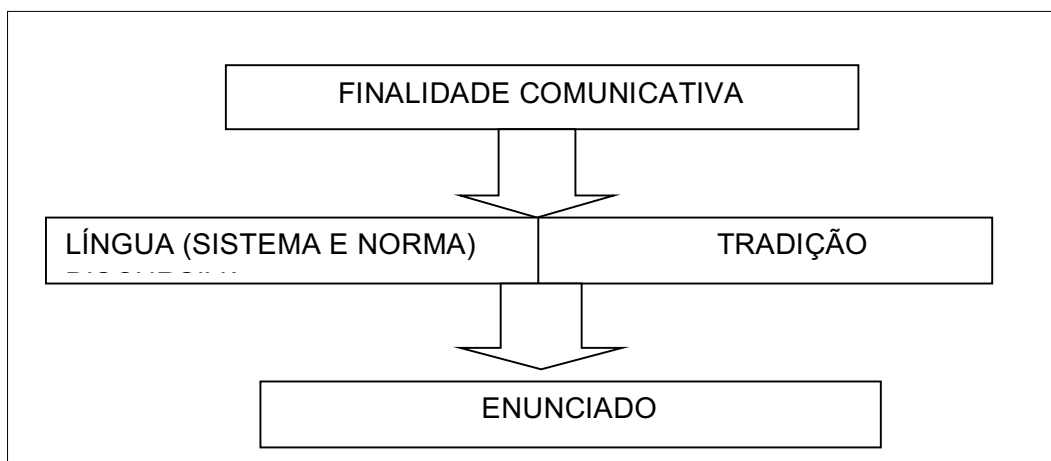 FINALIDADE COMUNICATIVA
LÍNGUA (SISTEMA E NORMA)
TRADIÇÃO
ENUNCIADO